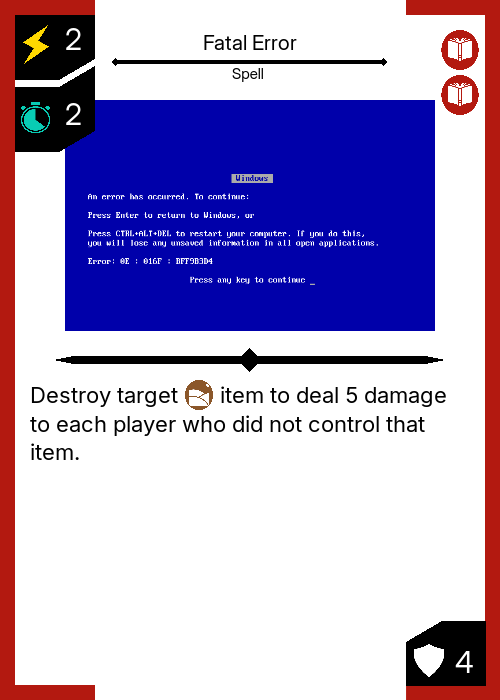 2
Fatal Error
Spell
2
Windows
An error has occurred. To continue:
Press Enter to return to Windows, or
Press CTRL+ALT+DEL to restart your computer. If you do this,
you will lose any unsaved information in all open applications.
Error: 0E : 016F : BFF9B3D4
Press any key to continue _
Destroy target item to deal 5 damage
to each player who did not control that
item.
4